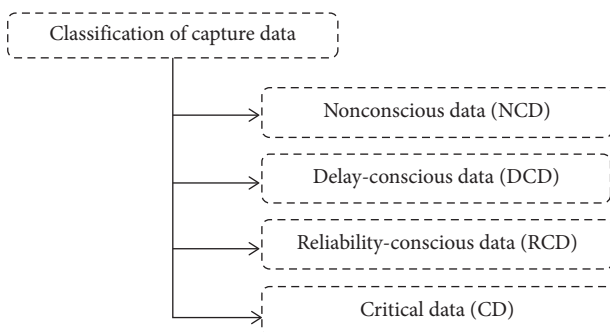 Classification of capture data
Nonconscious data (NCD)
Delay-conscious data (DCD)
Reliability-conscious data (RCD)
Critical data (CD)